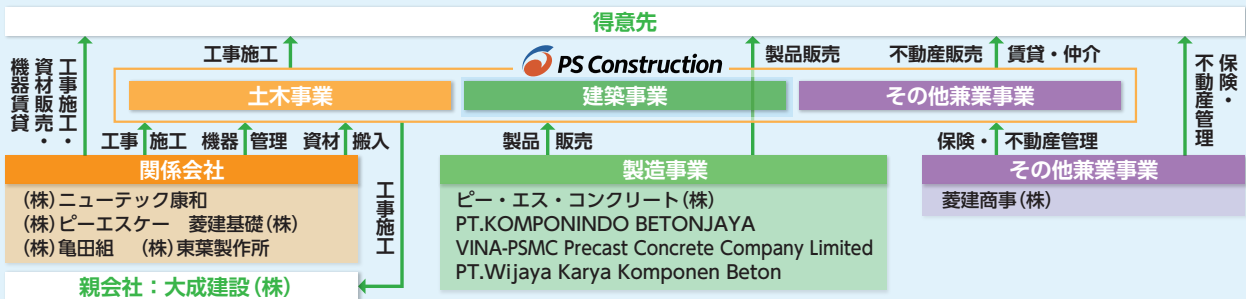 得意先
工事施工・
資材販売・
機器賃貸
工事施工
PS Construction
製品販売
不動産販売 賃貸・仲介
保険・
不動産管理
土木事業
建築事業
その他兼業事業
工事 施工 機器 管理 資材 搬入
工事施工
製品 販売
保険・ 不動産管理
関係会社
(株)ニューテック康和
(株)ピーエスケー 菱建基礎(株)
(株)亀田組 (株)東葉製作所
親会社:大成建設(株)
製造事業
ピー・エス・コンクリート(株)
PT.KOMPONINDO BETONJAYA
VINA-PSMC Precast Concrete Company Limited
PT.Wijaya Karya Komponen Beton
その他兼業事業
菱建商事(株)